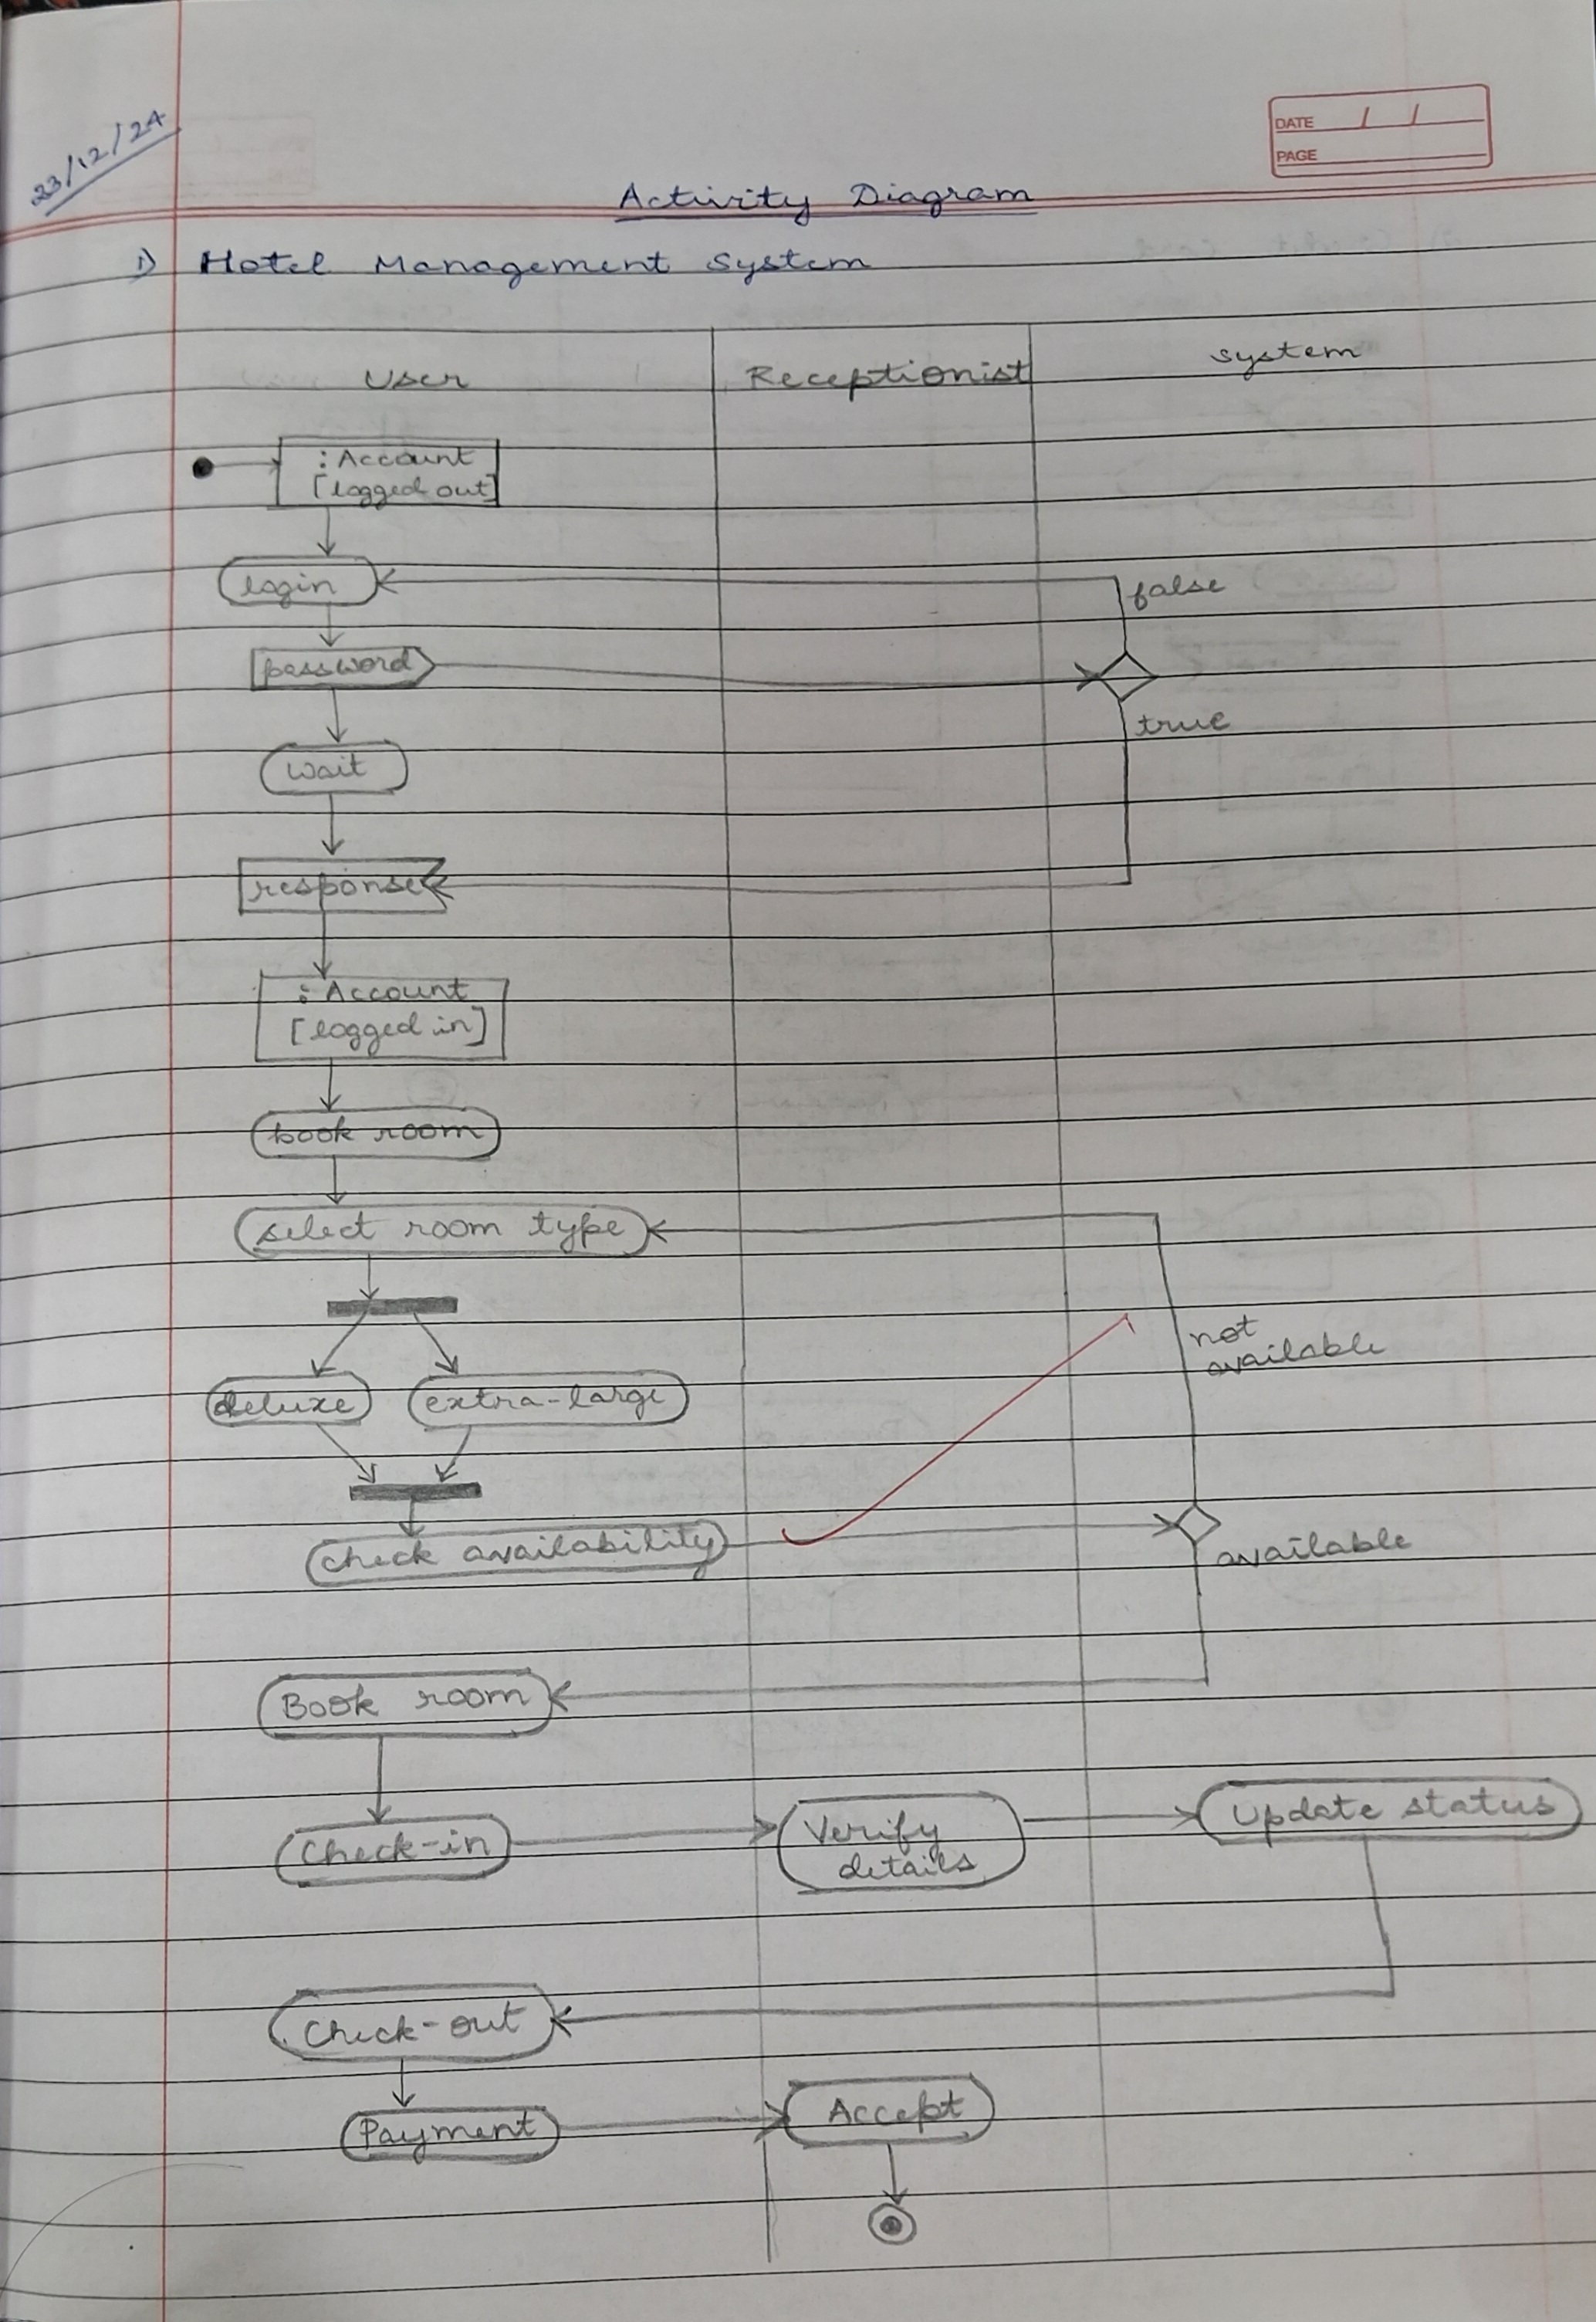 23/12/24
DATE / /
PAGE
Activity Diagram
1) Hotel Management System
User
Receptionist
System
:Account
[logged out]
login
false
password
true
wait
response
:Account
[logged in]
book room
select room type
not
available
deluxe
extra-large
check availability
available
Book room
Check-in
Verify
details
Update status
Check-out
Payment
Accept